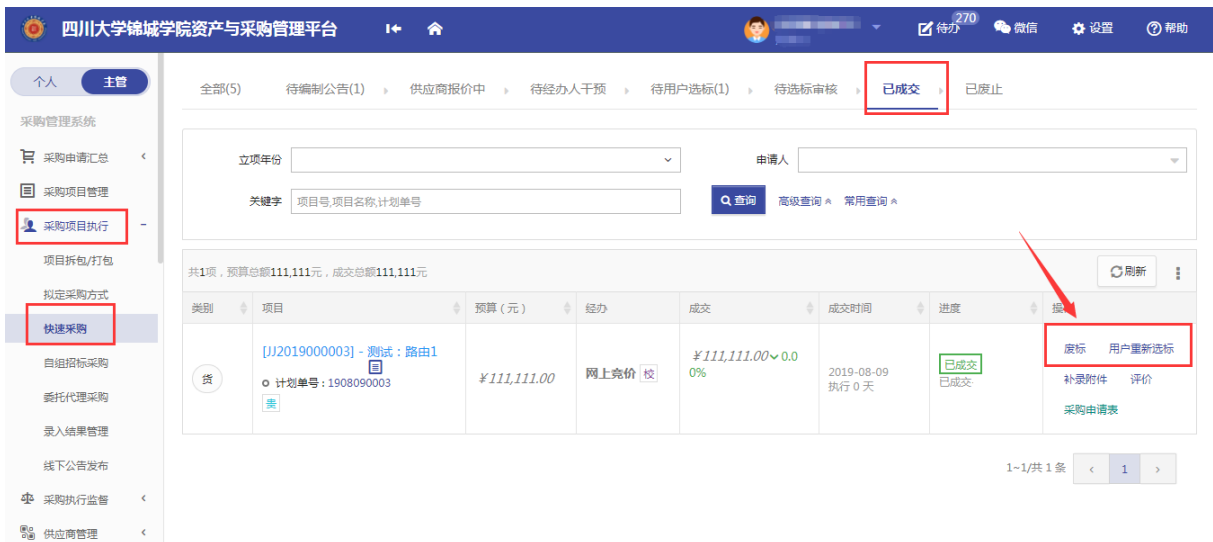 四川大学锦城学院资产与采购管理平台 待办 270 微信 设置 帮助
个人 主管
采购管理系统
采购申请汇总
采购项目管理
采购项目执行
项目拆包/打包
拟定采购方式
快速采购
自组招标采购
委托代理采购
录入结果管理
线下公告发布
采购执行监督
供应商管理
全部(5) 待编制公告(1) 供应商报价中 待经办人干预 待用户选标(1) 待选标审核 已成交 已废止
立项年份 申请人
关键字 项目号,项目名称,计划单号 查询 高级查询 常用查询
共1项，预算总额111,111元，成交总额111,111元 刷新
类别 项目 预算(元) 经办 成交 成交时间 进度
货 [JJ2019000003] - 测试：路由1
计划单号：1908090003
贵
¥111,111.00
网上竞价 校
¥111,111.00 0.0
0%
2019-08-09
执行 0 天
已成交
已成交
废标 用户重新选标
补录附件 评价
采购申请表
1~1/共 1 条 ‹ 1 ›